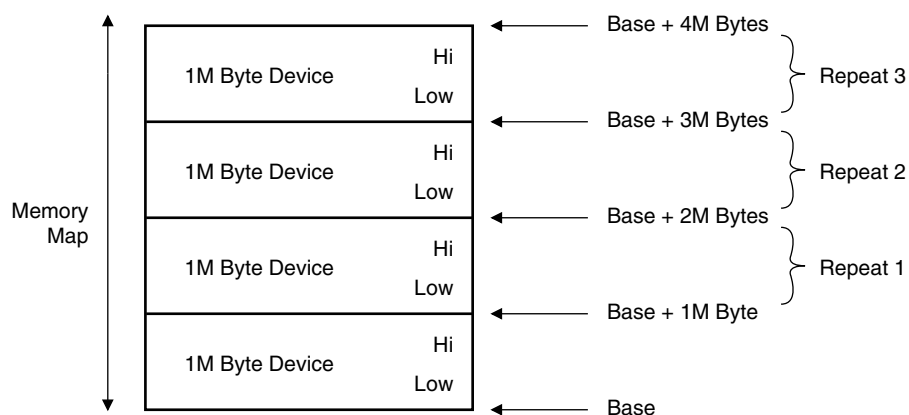 Base + 4M Bytes
Hi
1M Byte Device
Repeat 3
Low
Base + 3M Bytes
Hi
1M Byte Device
Repeat 2
Low
Memory
Map
Base + 2M Bytes
Hi
1M Byte Device
Repeat 1
Low
Base + 1M Byte
Hi
1M Byte Device
Low
Base